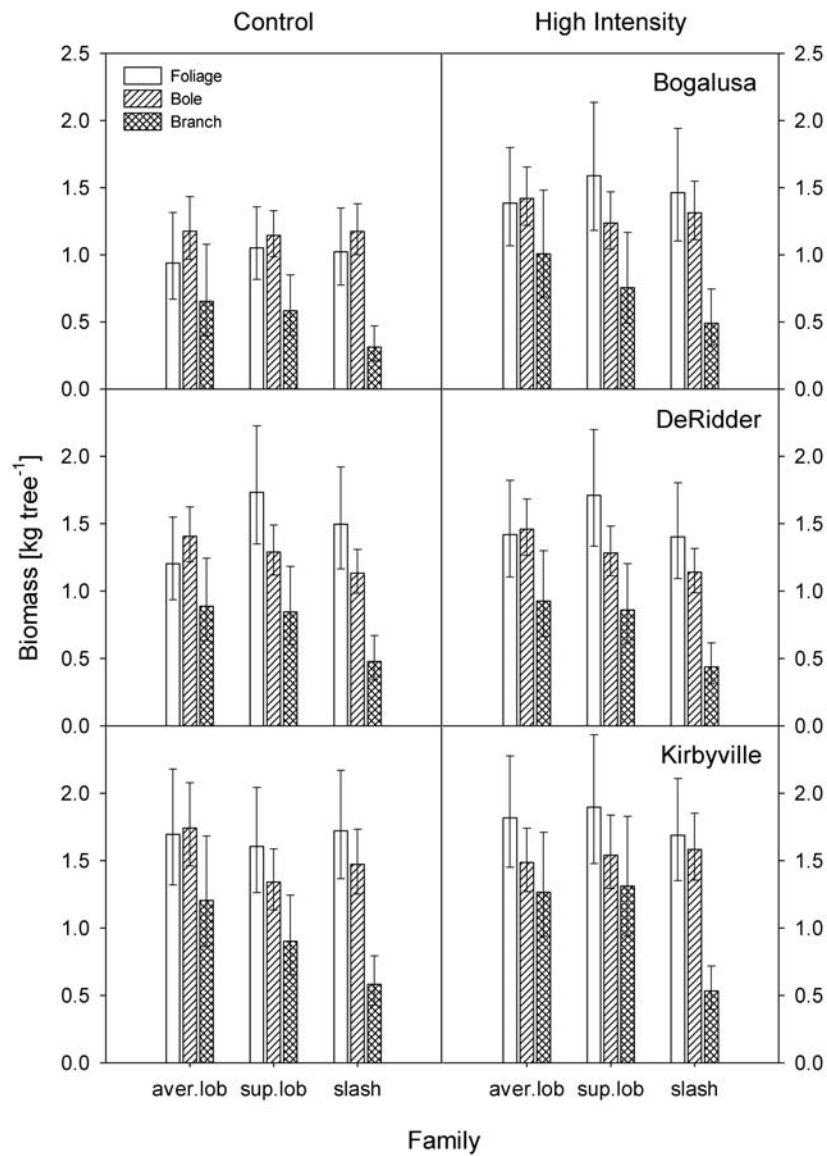 Control High Intensity
2.5 2.5
Foliage Bogalusa
Bole
Branch
2.0 2.0
1.5 1.5
1.0 1.0
0.5 0.5
0.0 0.0
DeRidder
2.0 2.0
1.5 1.5
1.0 1.0
0.5 0.5
0.0 0.0
Kirbyville
2.0 2.0
1.5 1.5
1.0 1.0
0.5 0.5
0.0 0.0
Biomass [kg tree⁻¹]
aver.lob sup.lob slash aver.lob sup.lob slash
Family